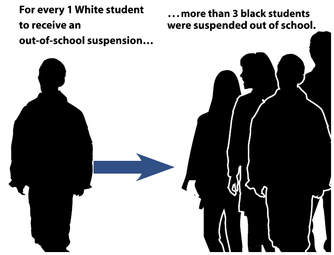 For every 1 White student
to receive an
out-of-school suspension...
...more than 3 black students
were suspended out of school.